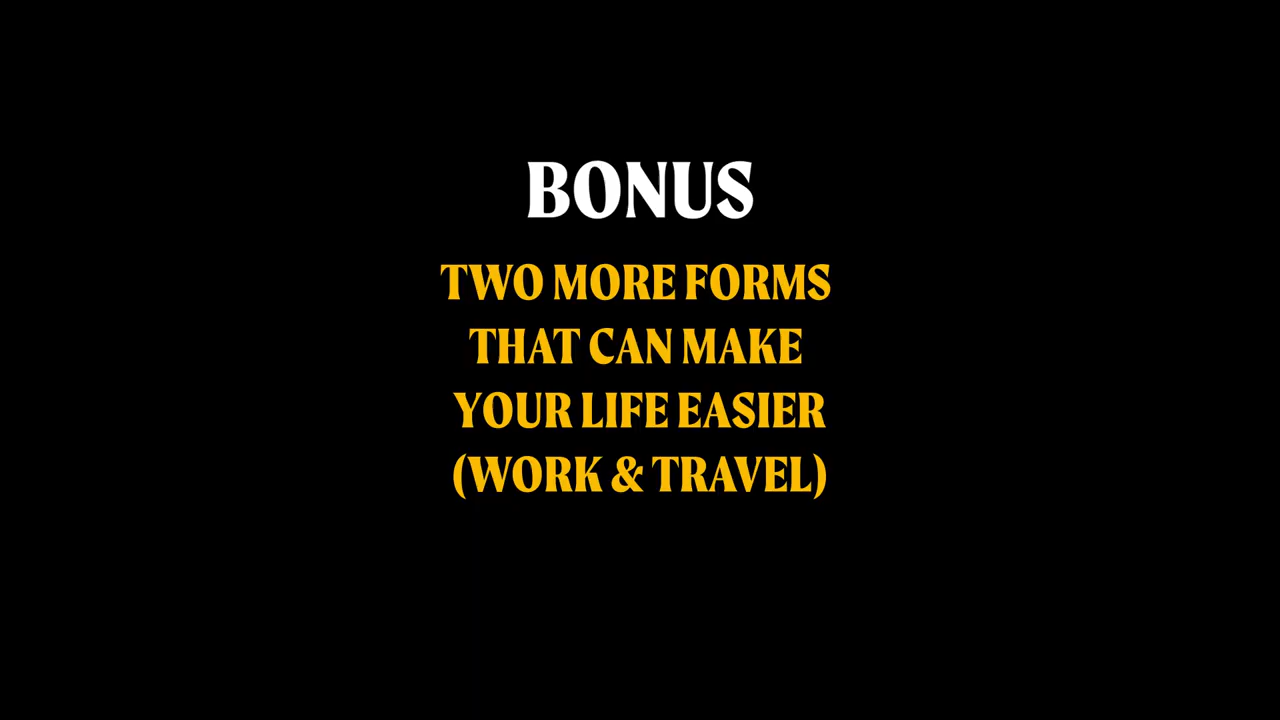 BONUS
TWO MORE FORMS
THAT CAN MAKE
YOUR LIFE EASIER
(WORK & TRAVEL)